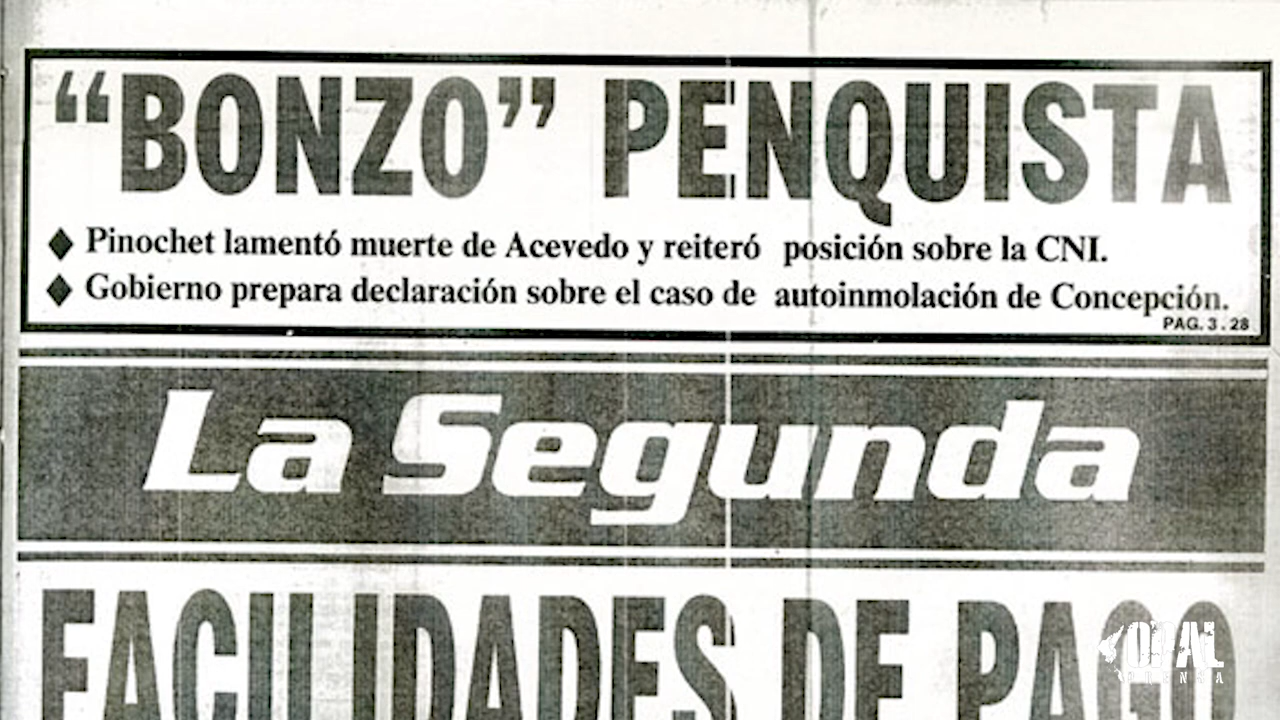 “BONZO” PENQUISTA
♦ Pinochet lamentó muerte de Acevedo y reiteró posición sobre la CNI.
♦ Gobierno prepara declaración sobre el caso de autoinmolación de Concepción.
PAG. 3 . 28
La Segunda
FACILIDADES DE PAGO
OPAL
PRENSA